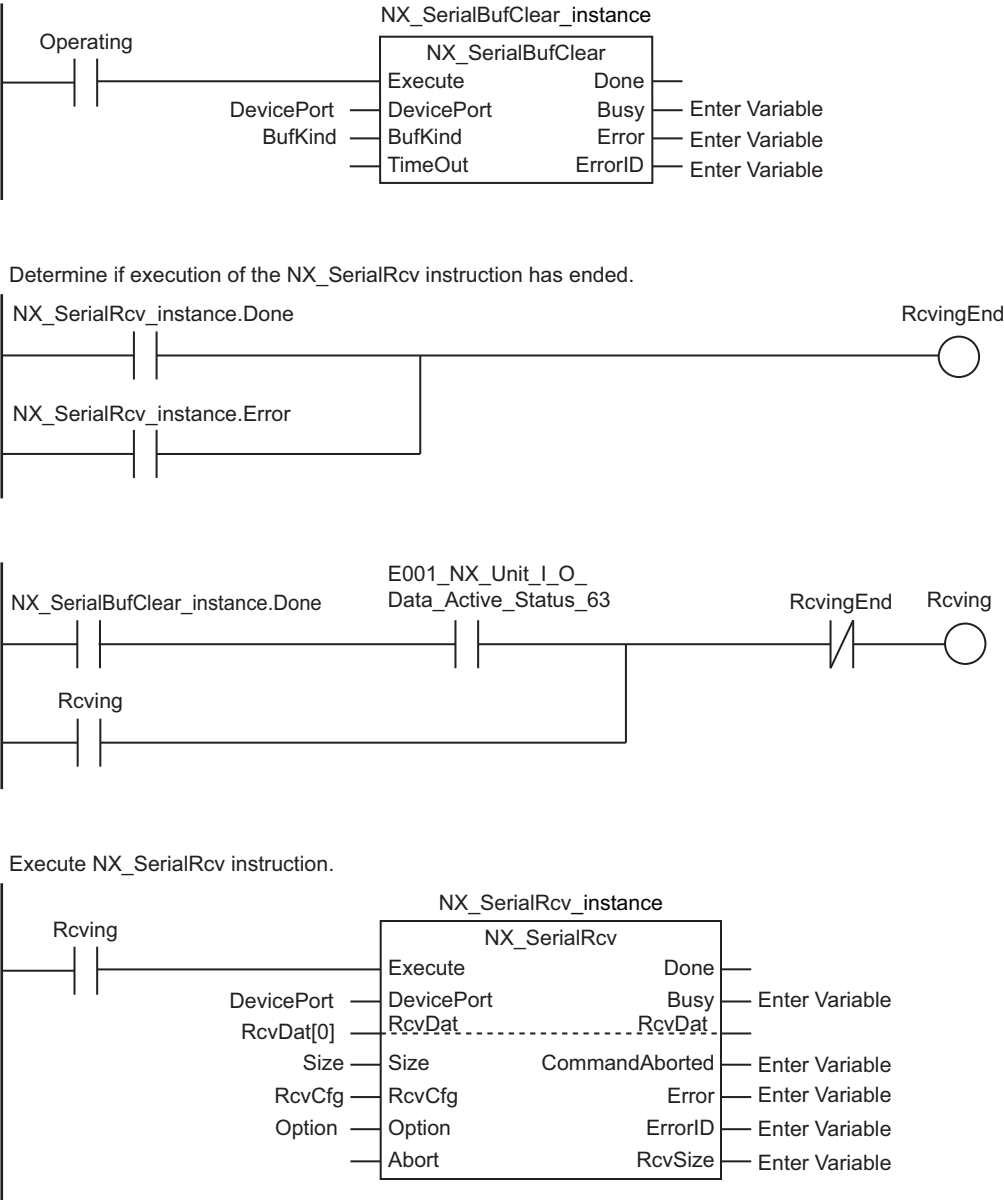 NX_SerialBufClear_instance
Operating
NX_SerialBufClear
Execute Done
DevicePort DevicePort Busy Enter Variable
BufKind BufKind Error Enter Variable
TimeOut ErrorID Enter Variable
Determine if execution of the NX_SerialRcv instruction has ended.
NX_SerialRcv_instance.Done RcvingEnd
NX_SerialRcv_instance.Error
E001_NX_Unit_I_O_
NX_SerialBufClear_instance.Done Data_Active_Status_63 RcvingEnd Rcving
Rcving
Execute NX_SerialRcv instruction.
NX_SerialRcv_instance
Rcving
NX_SerialRcv
Execute Done
DevicePort DevicePort Busy Enter Variable
RcvDat[0] RcvDat RcvDat
Size Size CommandAborted Enter Variable
RcvCfg RcvCfg Error Enter Variable
Option Option ErrorID Enter Variable
Abort RcvSize Enter Variable